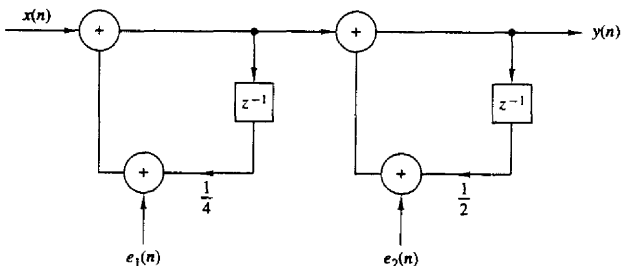 x(n)
+
+
y(n)
z⁻¹
z⁻¹
+
+
1/4
1/2
e₁(n)
e₂(n)